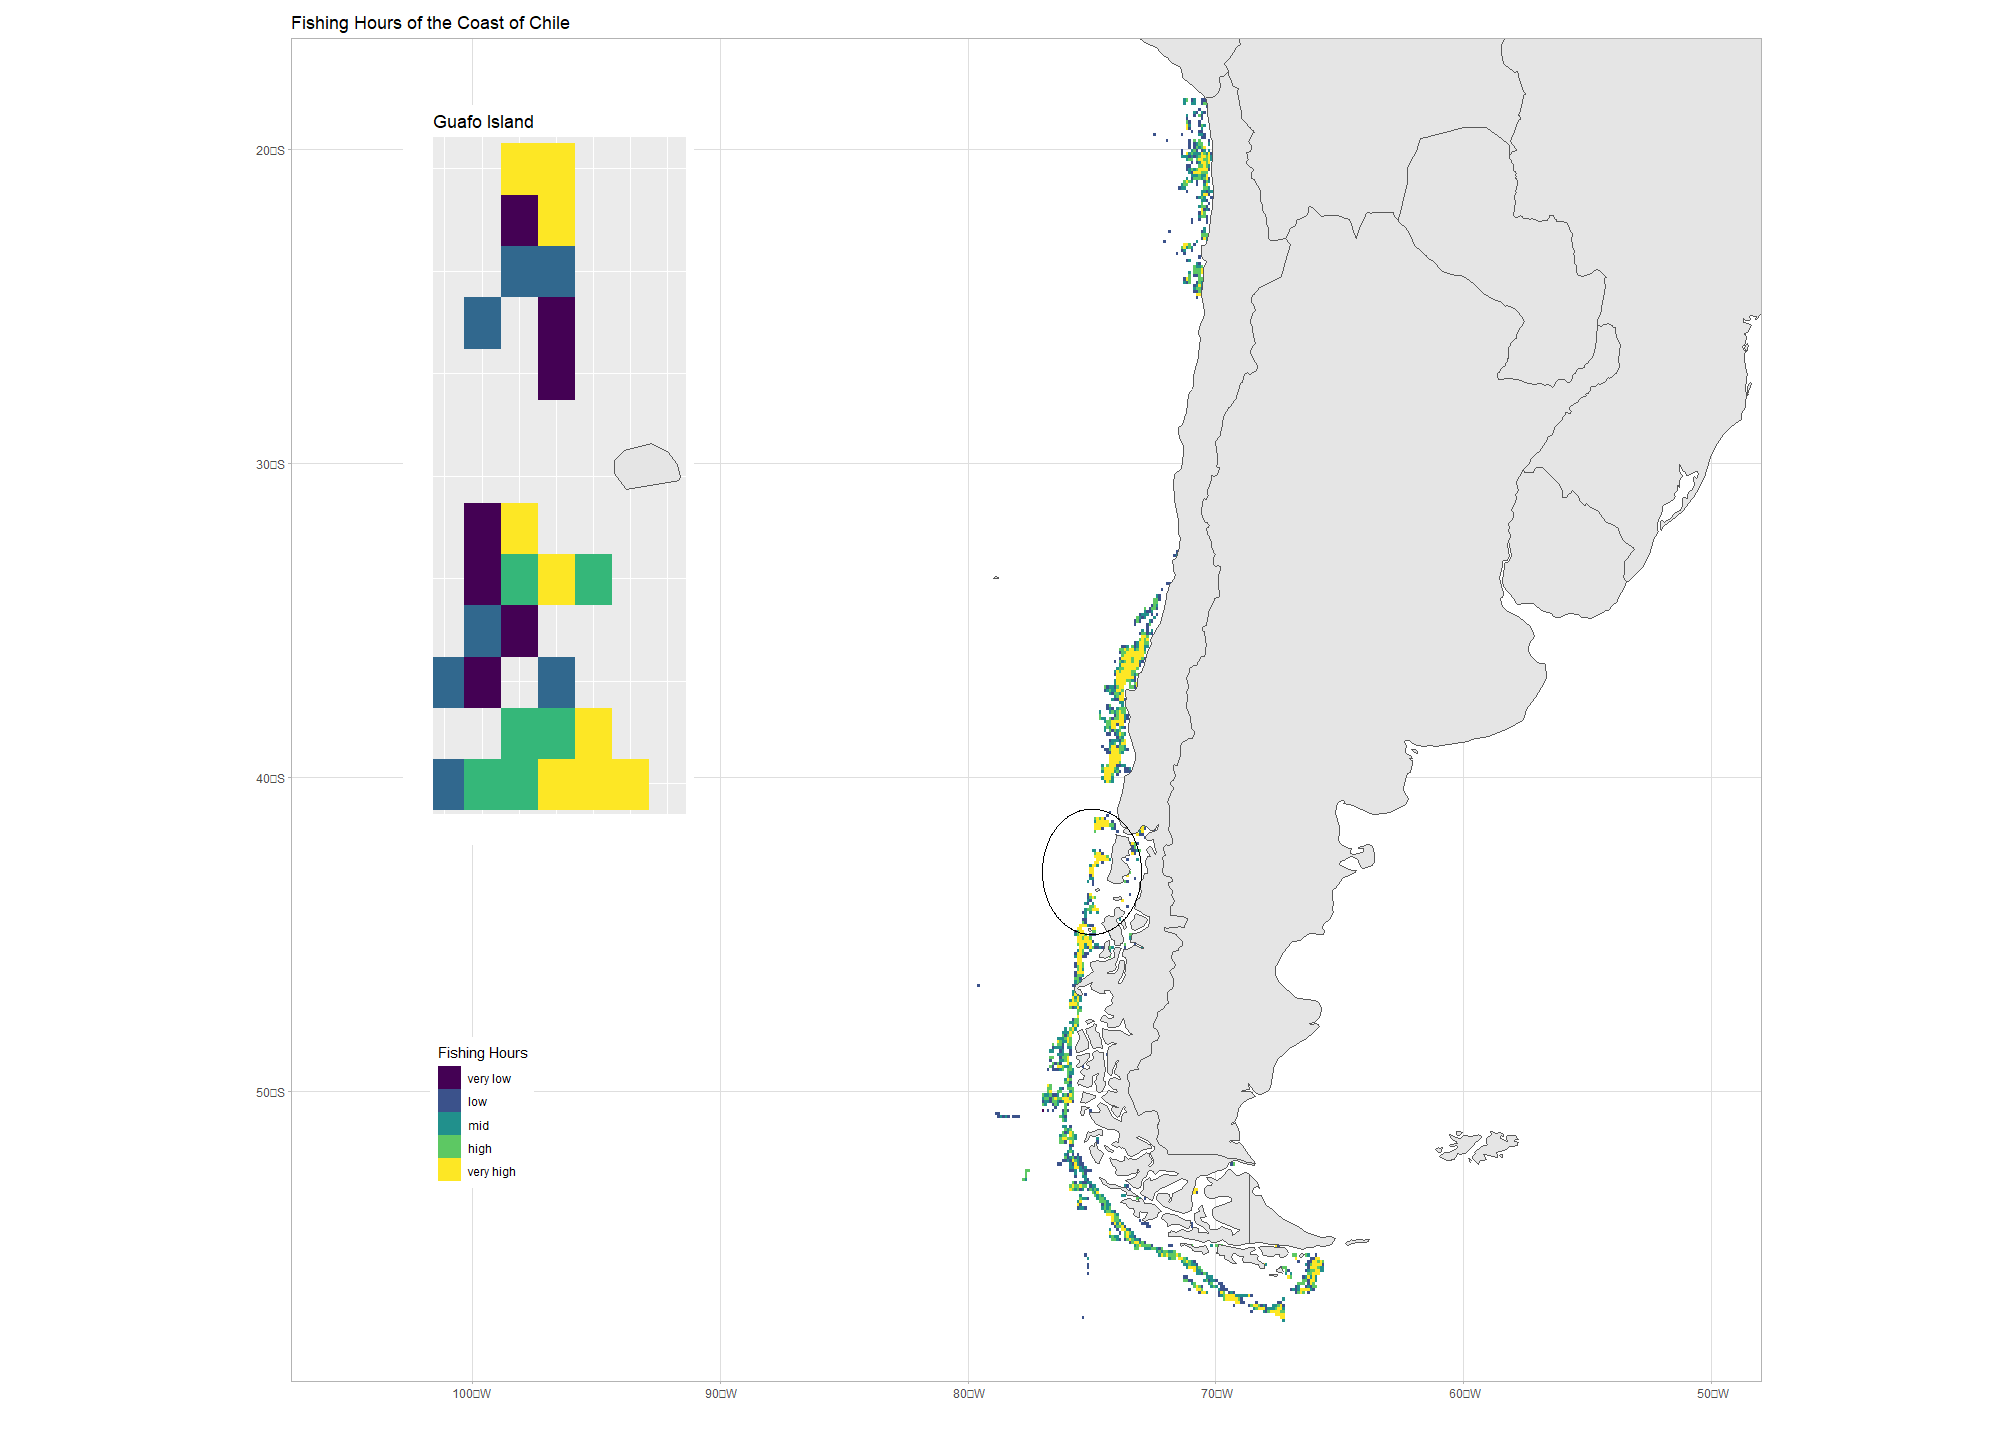 Fishing Hours of the Coast of Chile
Guafo Island
20□S
30□S
40□S
50□S
Fishing Hours
very low
low
mid
high
very high
100□W
90□W
80□W
70□W
60□W
50□W